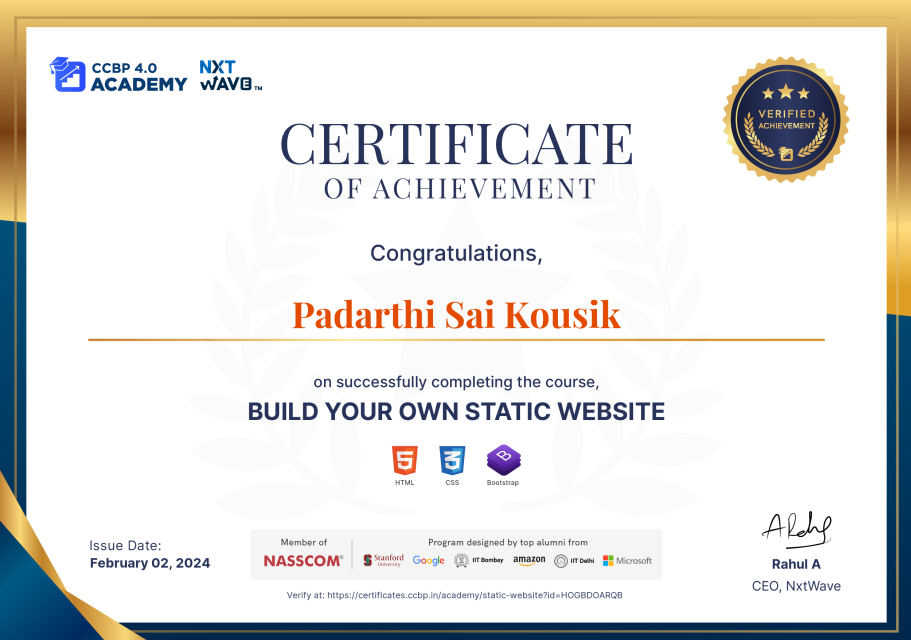 CCBP 4.0
ACADEMY
NXT
WAVE™
VERIFIED
ACHIEVEMENT
CERTIFICATE
OF ACHIEVEMENT
Congratulations,
Padarthi Sai Kousik
on successfully completing the course,
BUILD YOUR OWN STATIC WEBSITE
HTML CSS Bootstrap
Issue Date:
February 02, 2024
Member of
NASSCOM®
Program designed by top alumni from
Stanford University Google IIT Bombay amazon IIT Delhi Microsoft
Verify at: https://certificates.ccbp.in/academy/static-website?id=HOGBDOARQB
Rahul A
CEO, NxtWave